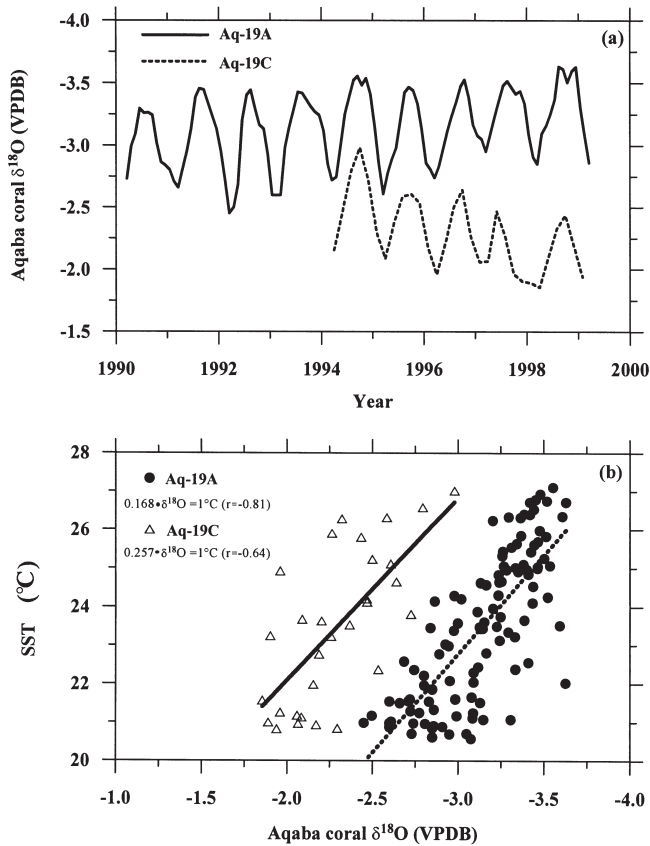 (a)
Aq-19A
Aq-19C
Aqaba coral δ¹⁸O (VPDB)
-4.0
-3.5
-3.0
-2.5
-2.0
-1.5
1990 1992 1994 1996 1998 2000
Year
(b)
Aq-19A
0.168•δ¹⁸O =1°C (r=-0.81)
Aq-19C
0.257•δ¹⁸O =1°C (r=-0.64)
SST (°C)
28
26
24
22
20
-1.0 -1.5 -2.0 -2.5 -3.0 -3.5 -4.0
Aqaba coral δ¹⁸O (VPDB)